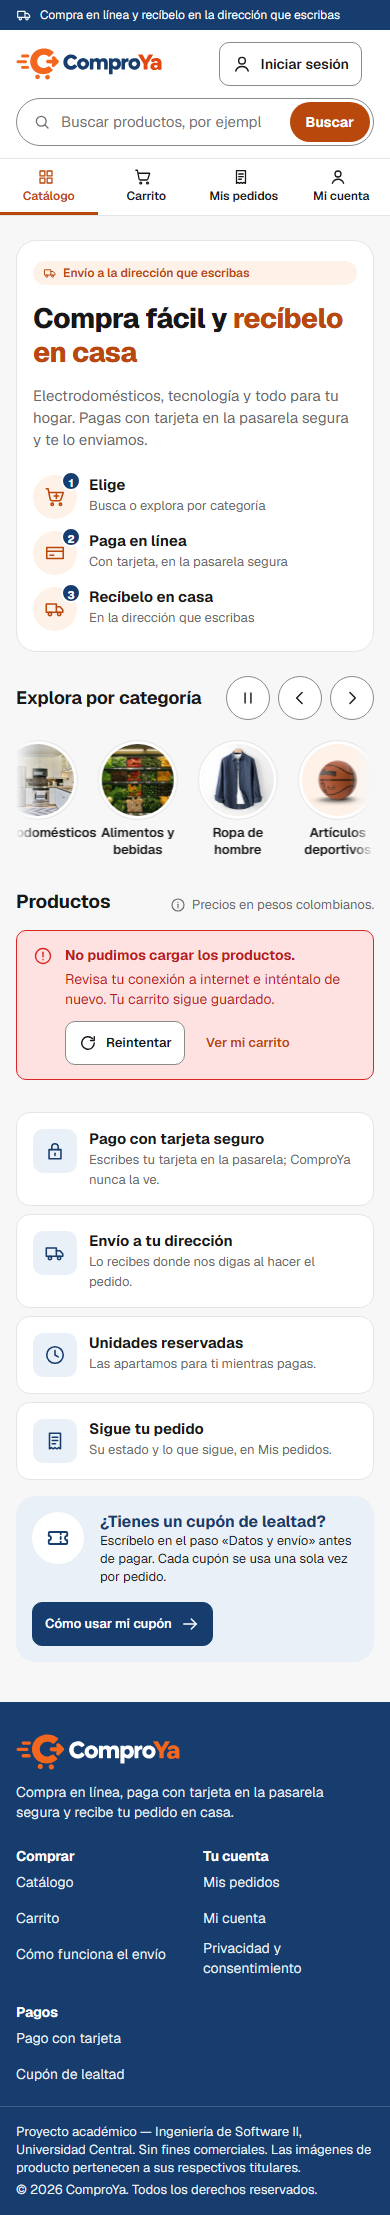 Compra en línea y recíbelo en la dirección que escribas
ComproYa
Iniciar sesión
Buscar productos, por ejempl
Buscar
Catálogo
Carrito
Mis pedidos
Mi cuenta
Envío a la dirección que escribas
Compra fácil y recíbelo
en casa
Electrodomésticos, tecnología y todo para tu
hogar. Pagas con tarjeta en la pasarela segura
y te lo enviamos.
1
Elige
Busca o explora por categoría
2
Paga en línea
Con tarjeta, en la pasarela segura
3
Recíbelo en casa
En la dirección que escribas
Explora por categoría
odomésticos
Alimentos y
bebidas
Ropa de
hombre
Artículos
deportivos
Productos
Precios en pesos colombianos.
No pudimos cargar los productos.
Revisa tu conexión a internet e inténtalo de
nuevo. Tu carrito sigue guardado.
Reintentar
Ver mi carrito
Pago con tarjeta seguro
Escribes tu tarjeta en la pasarela; ComproYa
nunca la ve.
Envío a tu dirección
Lo recibes donde nos digas al hacer el
pedido.
Unidades reservadas
Las apartamos para ti mientras pagas.
Sigue tu pedido
Su estado y lo que sigue, en Mis pedidos.
¿Tienes un cupón de lealtad?
Escríbelo en el paso «Datos y envío» antes
de pagar. Cada cupón se usa una sola vez
por pedido.
Cómo usar mi cupón
ComproYa
Compra en línea, paga con tarjeta en la pasarela
segura y recibe tu pedido en casa.
Comprar
Catálogo
Carrito
Cómo funciona el envío
Tu cuenta
Mis pedidos
Mi cuenta
Privacidad y
consentimiento
Pagos
Pago con tarjeta
Cupón de lealtad
Proyecto académico — Ingeniería de Software II,
Universidad Central. Sin fines comerciales. Las imágenes de
producto pertenecen a sus respectivos titulares.
© 2026 ComproYa. Todos los derechos reservados.